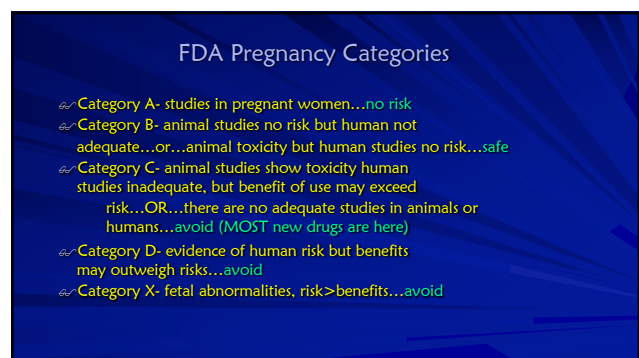 FDA Pregnancy Categories
Category A- studies in pregnant women…no risk
Category B- animal studies no risk but human not
adequate…or…animal toxicity but human studies no risk…safe
Category C- animal studies show toxicity human
studies inadequate, but benefit of use may exceed
risk…OR…there are no adequate studies in animals or
humans…avoid (MOST new drugs are here)
Category D- evidence of human risk but benefits
may outweigh risks…avoid
Category X- fetal abnormalities, risk>benefits…avoid